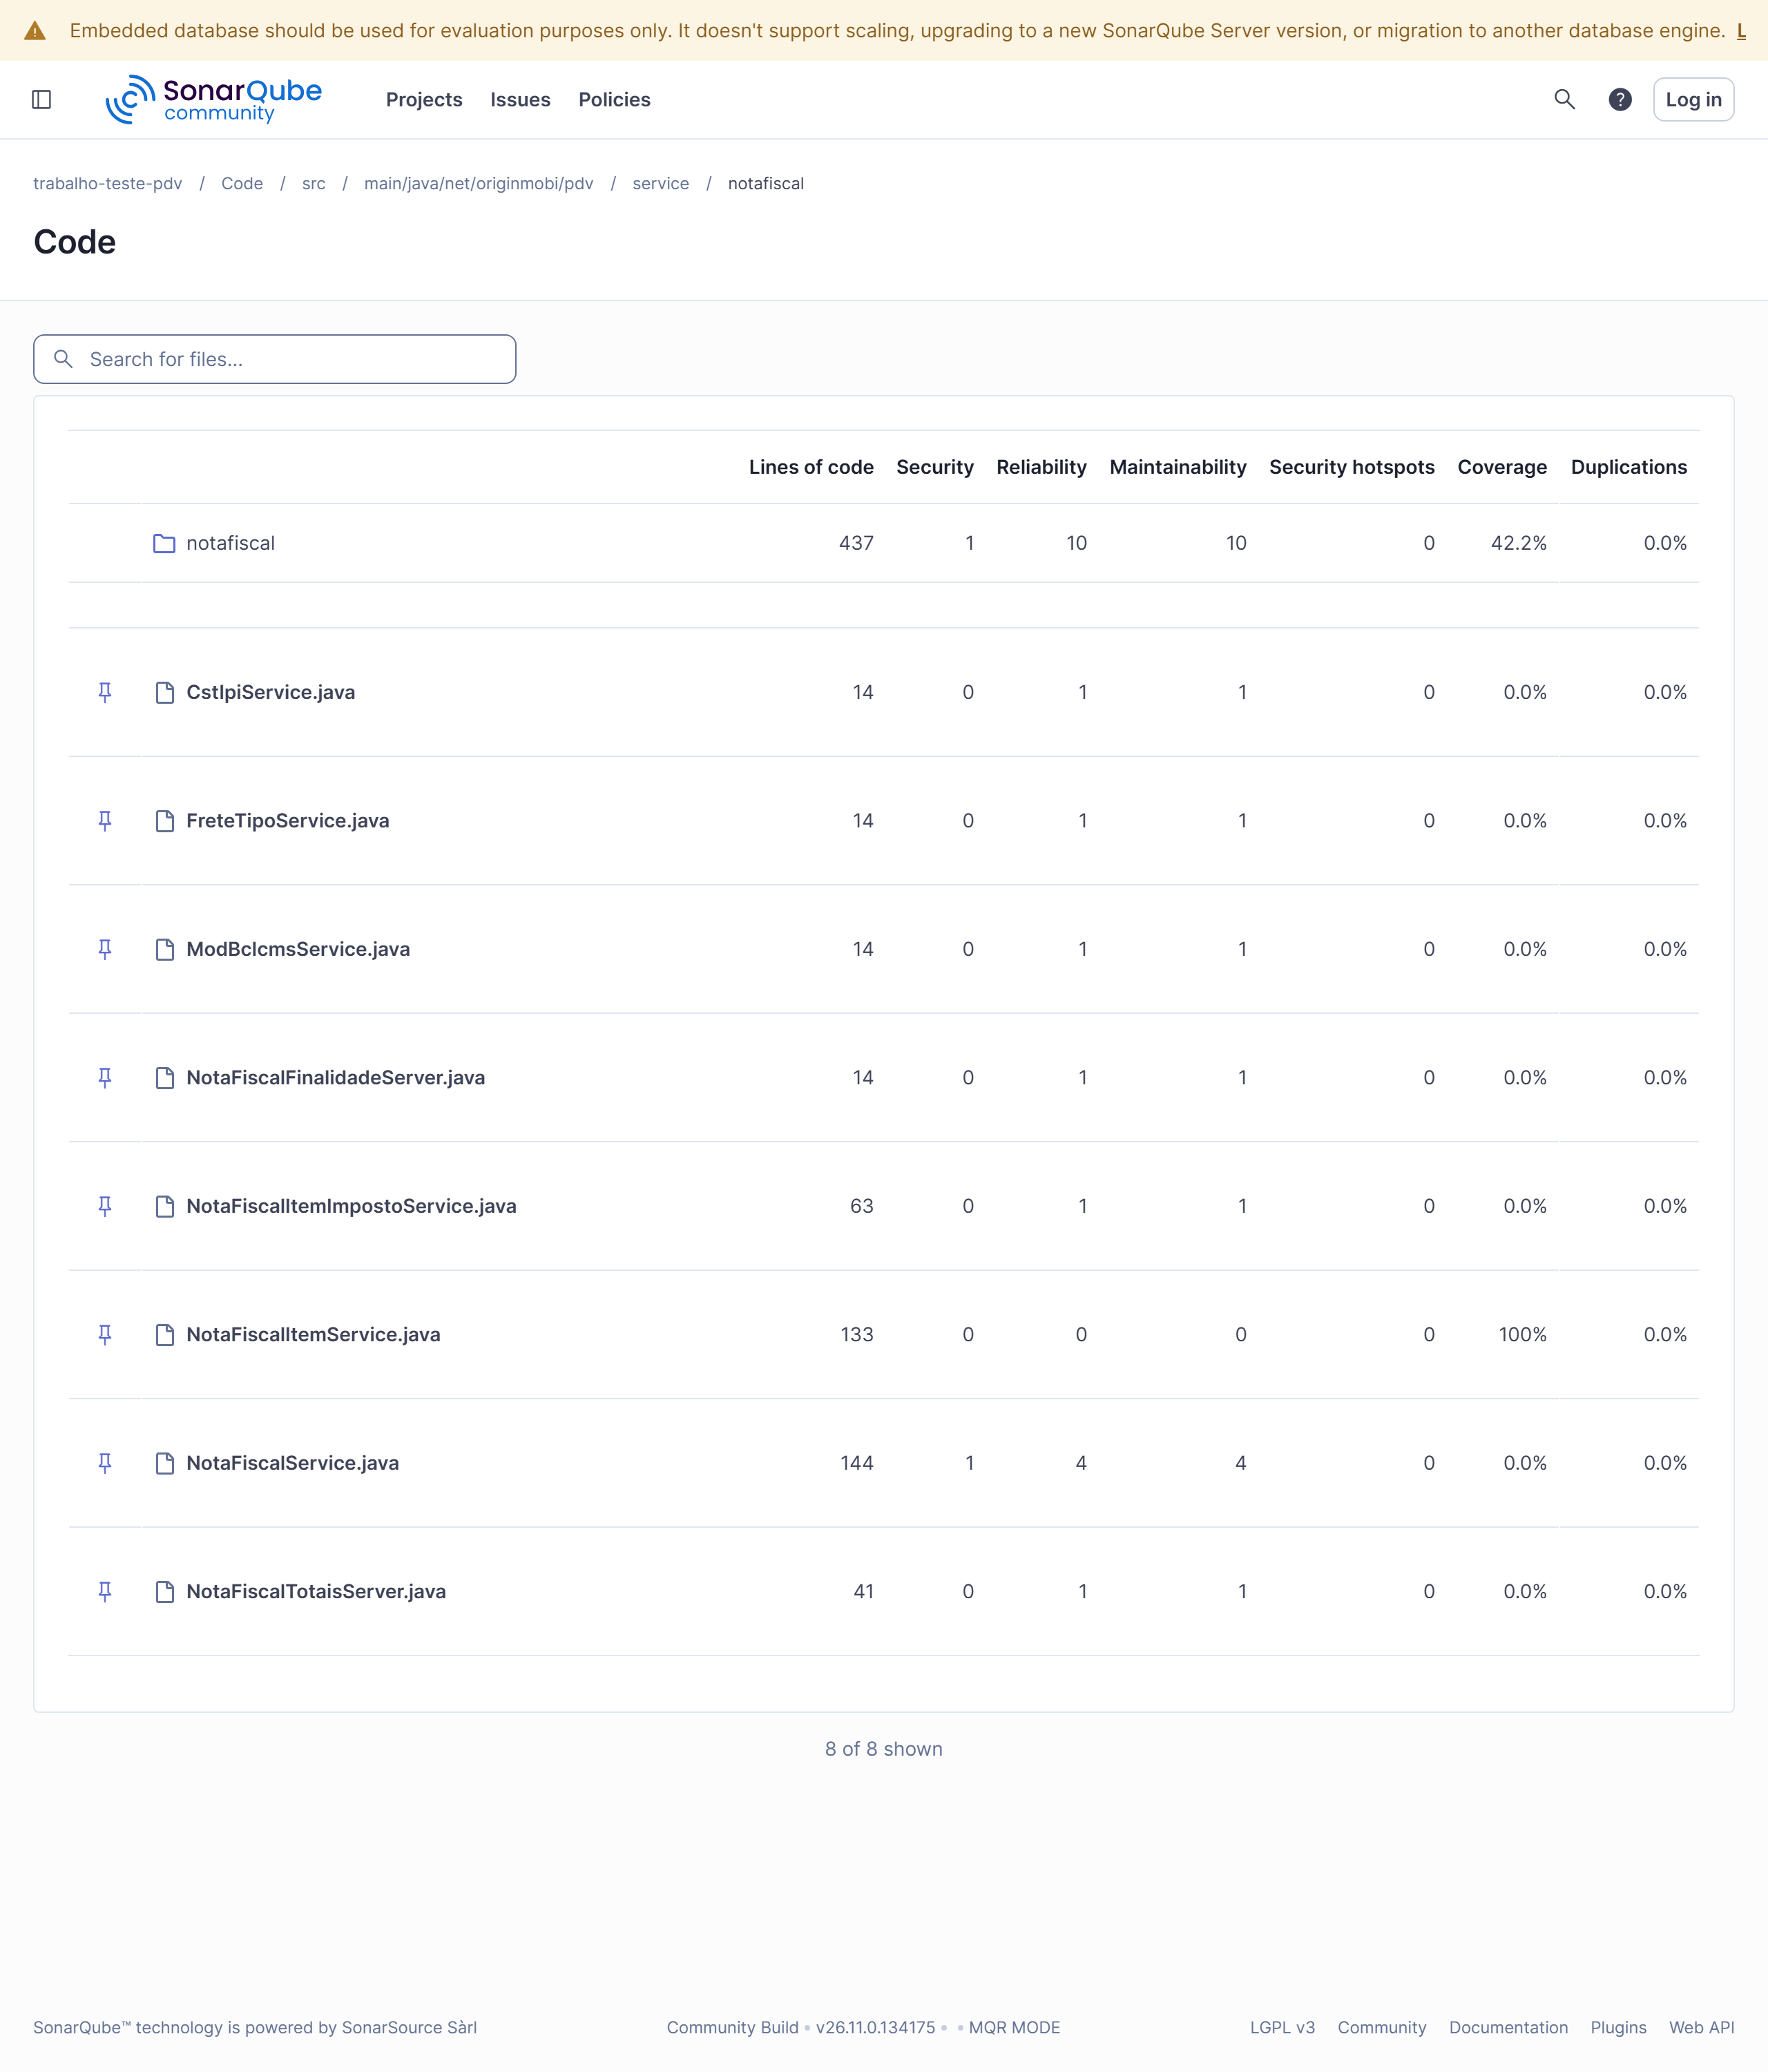 Embedded database should be used for evaluation purposes only. It doesn't support scaling, upgrading to a new SonarQube Server version, or migration to another database engine. L
SonarQube community Projects Issues Policies Log in
trabalho-teste-pdv / Code / src / main/java/net/originmobi/pdv / service / notafiscal
Code
Search for files...
Lines of code Security Reliability Maintainability Security hotspots Coverage Duplications
notafiscal 437 1 10 10 0 42.2% 0.0%
CstIpiService.java 14 0 1 1 0 0.0% 0.0%
FreteTipoService.java 14 0 1 1 0 0.0% 0.0%
ModBcIcmsService.java 14 0 1 1 0 0.0% 0.0%
NotaFiscalFinalidadeServer.java 14 0 1 1 0 0.0% 0.0%
NotaFiscalItemImpostoService.java 63 0 1 1 0 0.0% 0.0%
NotaFiscalItemService.java 133 0 0 0 0 100% 0.0%
NotaFiscalService.java 144 1 4 4 0 0.0% 0.0%
NotaFiscalTotaisServer.java 41 0 1 1 0 0.0% 0.0%
8 of 8 shown
SonarQube™ technology is powered by SonarSource Sàrl Community Build • v26.11.0.134175 • • MQR MODE LGPL v3 Community Documentation Plugins Web API